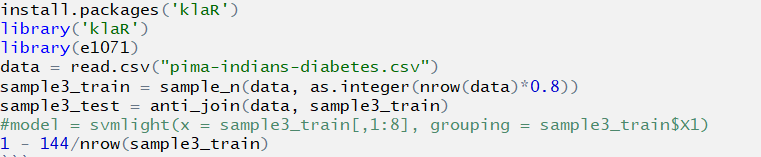 install.packages('klaR')
library('klaR')
library(e1071)
data = read.csv("pima-indians-diabetes.csv")
sample3_train = sample_n(data, as.integer(nrow(data)*0.8))
sample3_test = anti_join(data, sample3_train)
#model = svmlight(x = sample3_train[,1:8], grouping = sample3_train$X1)
1 - 144/nrow(sample3_train)
```